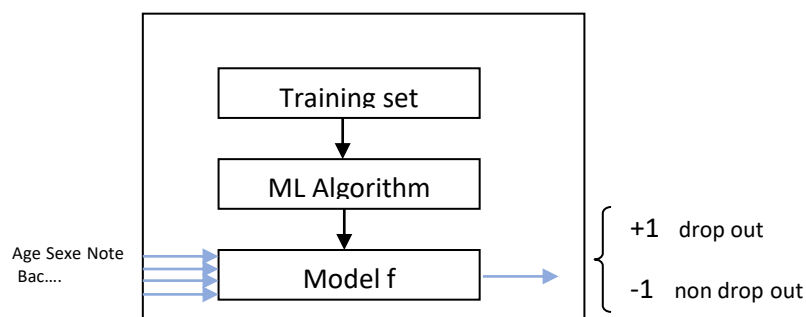 Training set
ML Algorithm
Age Sexe Note
Bac….
Model f
+1 drop out
-1 non drop out